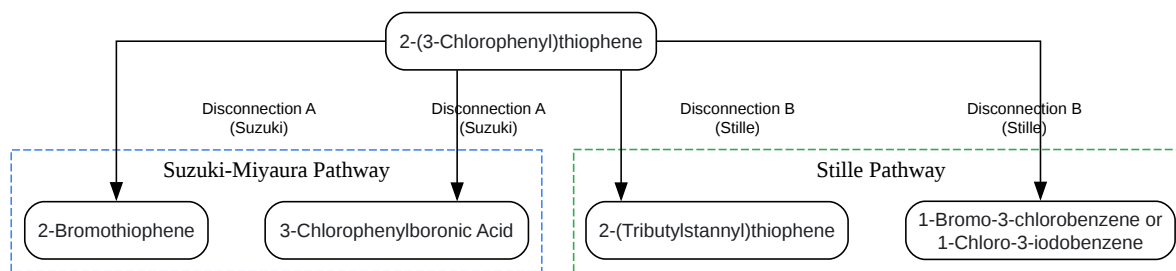 2-(3-Chlorophenyl)thiophene
Disconnection A
(Suzuki)
Disconnection A
(Suzuki)
Disconnection B
(Stille)
Disconnection B
(Stille)
Suzuki-Miyaura Pathway
Stille Pathway
2-Bromothiophene
3-Chlorophenylboronic Acid
2-(Tributylstannyl)thiophene
1-Bromo-3-chlorobenzene or
1-Chloro-3-iodobenzene